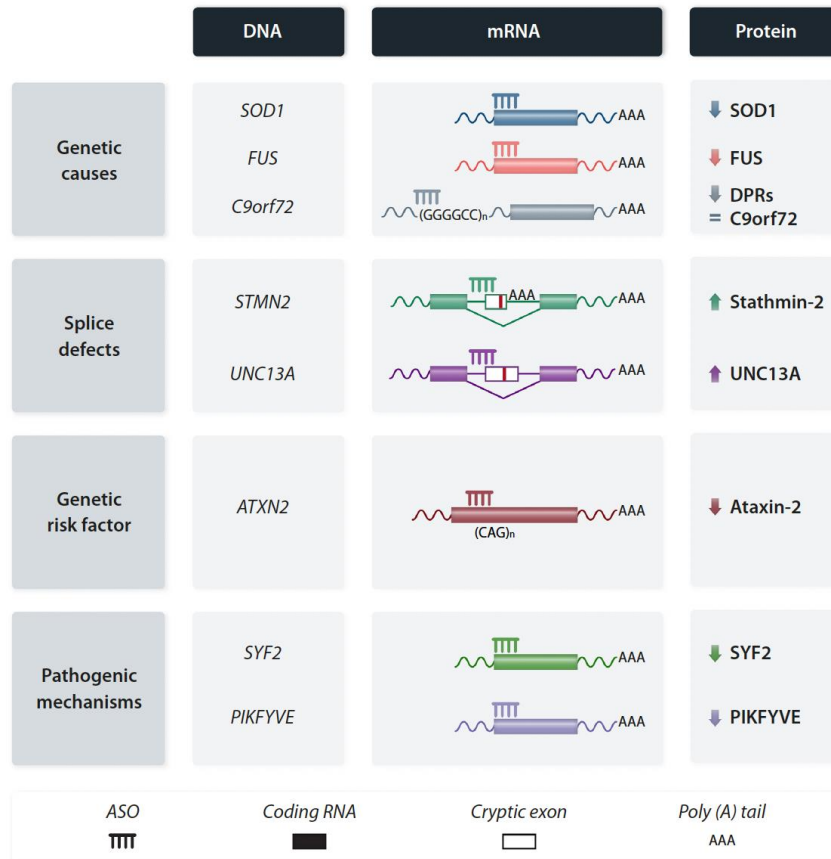 DNA
mRNA
Protein
Genetic
causes
SOD1
AAA
SOD1
FUS
AAA
FUS
C9orf72
(GGGGCC)n
AAA
DPRs
= C9orf72
Splice
defects
STMN2
AAA
AAA
Stathmin-2
UNC13A
AAA
UNC13A
Genetic
risk factor
ATXN2
AAA
(CAG)n
Ataxin-2
Pathogenic
mechanisms
SYF2
AAA
SYF2
PIKFYVE
AAA
PIKFYVE
ASO
Coding RNA
Cryptic exon
Poly (A) tail
AAA